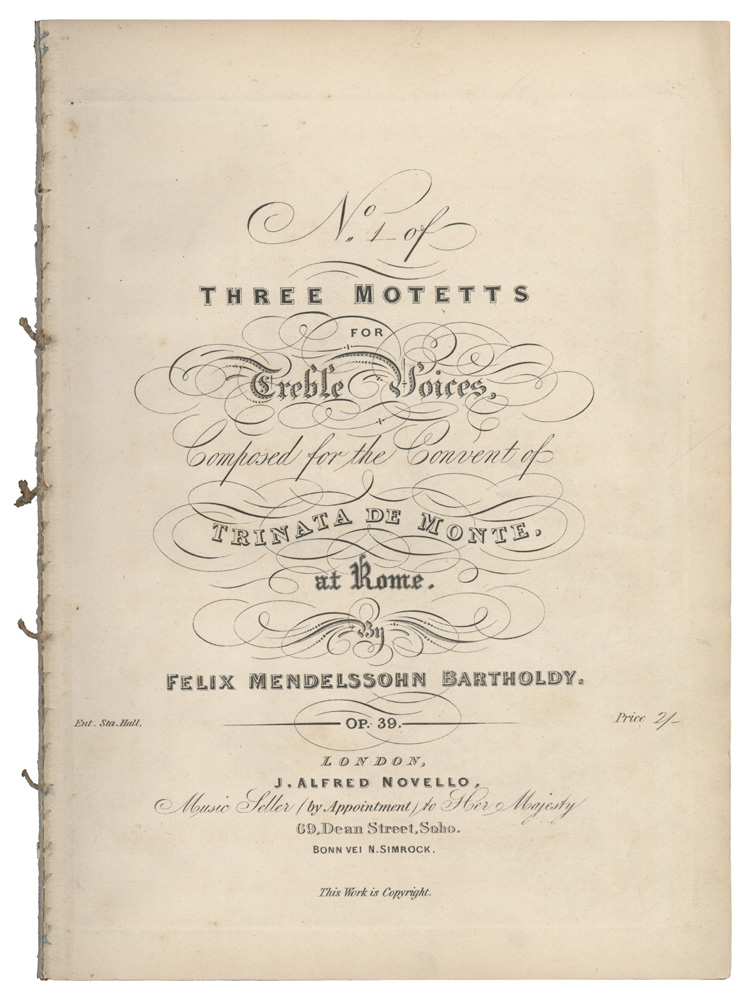 No. 1 of
THREE MOTETTS
FOR
Treble Voices,
Composed for the Convent of
TRINATA DE MONTE.
at Rome.
By
FELIX MENDELSSOHN BARTHOLDY.
Ent. Sta. Hall.
OP. 39.
Price 2/-
LONDON,
J. ALFRED NOVELLO,
Music Seller (by Appointment) to Her Majesty
69, Dean Street, Soho.
BONN VEI N. SIMROCK.
This Work is Copyright.